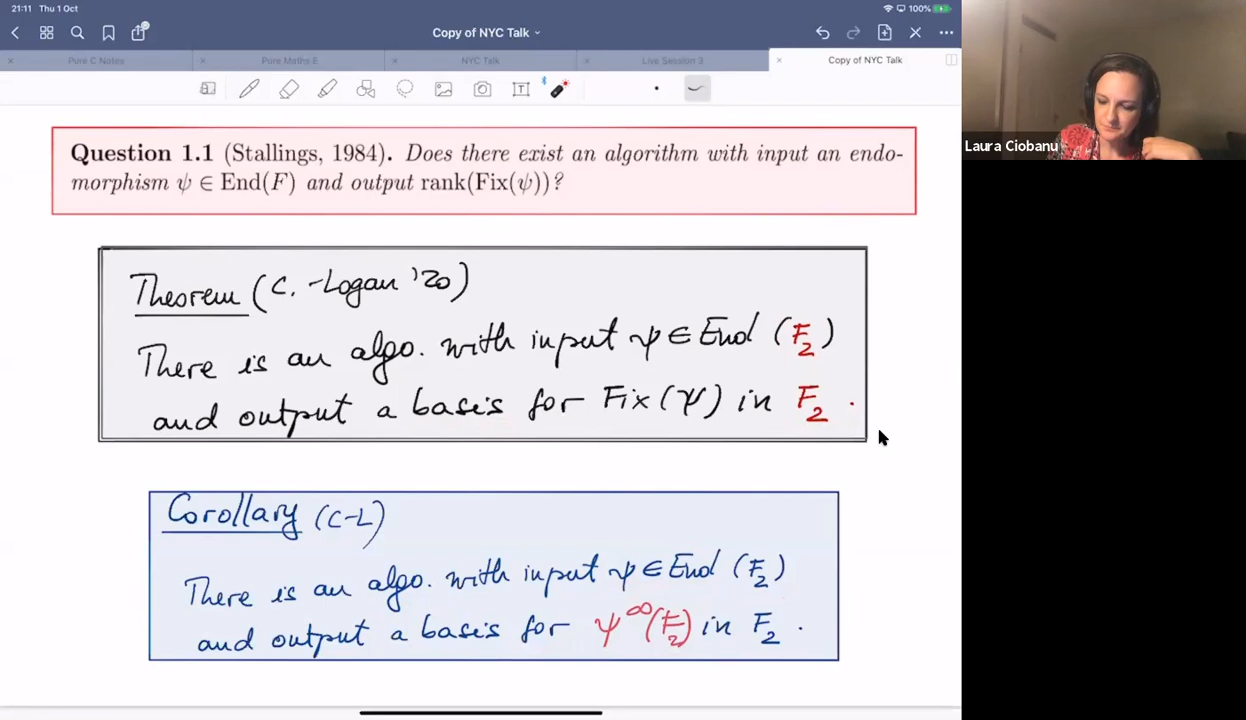 21:11 Thu 1 Oct
100%
Copy of NYC Talk
Pure C Notes
Pure Maths E
NYC Talk
Live Session 3
Copy of NYC Talk
Laura Ciobanu
Question 1.1 (Stallings, 1984). Does there exist an algorithm with input an endo-
morphism ψ ∈ End(F) and output rank(Fix(ψ))?
Theorem (C.-Logan '20)
There is an algo. with input ψ ∈ End (F₂)
and output a basis for Fix(ψ) in F₂.
Corollary (C-L)
There is an algo. with input ψ ∈ End (F₂)
and output a basis for ψ^∞(F₂) in F₂.